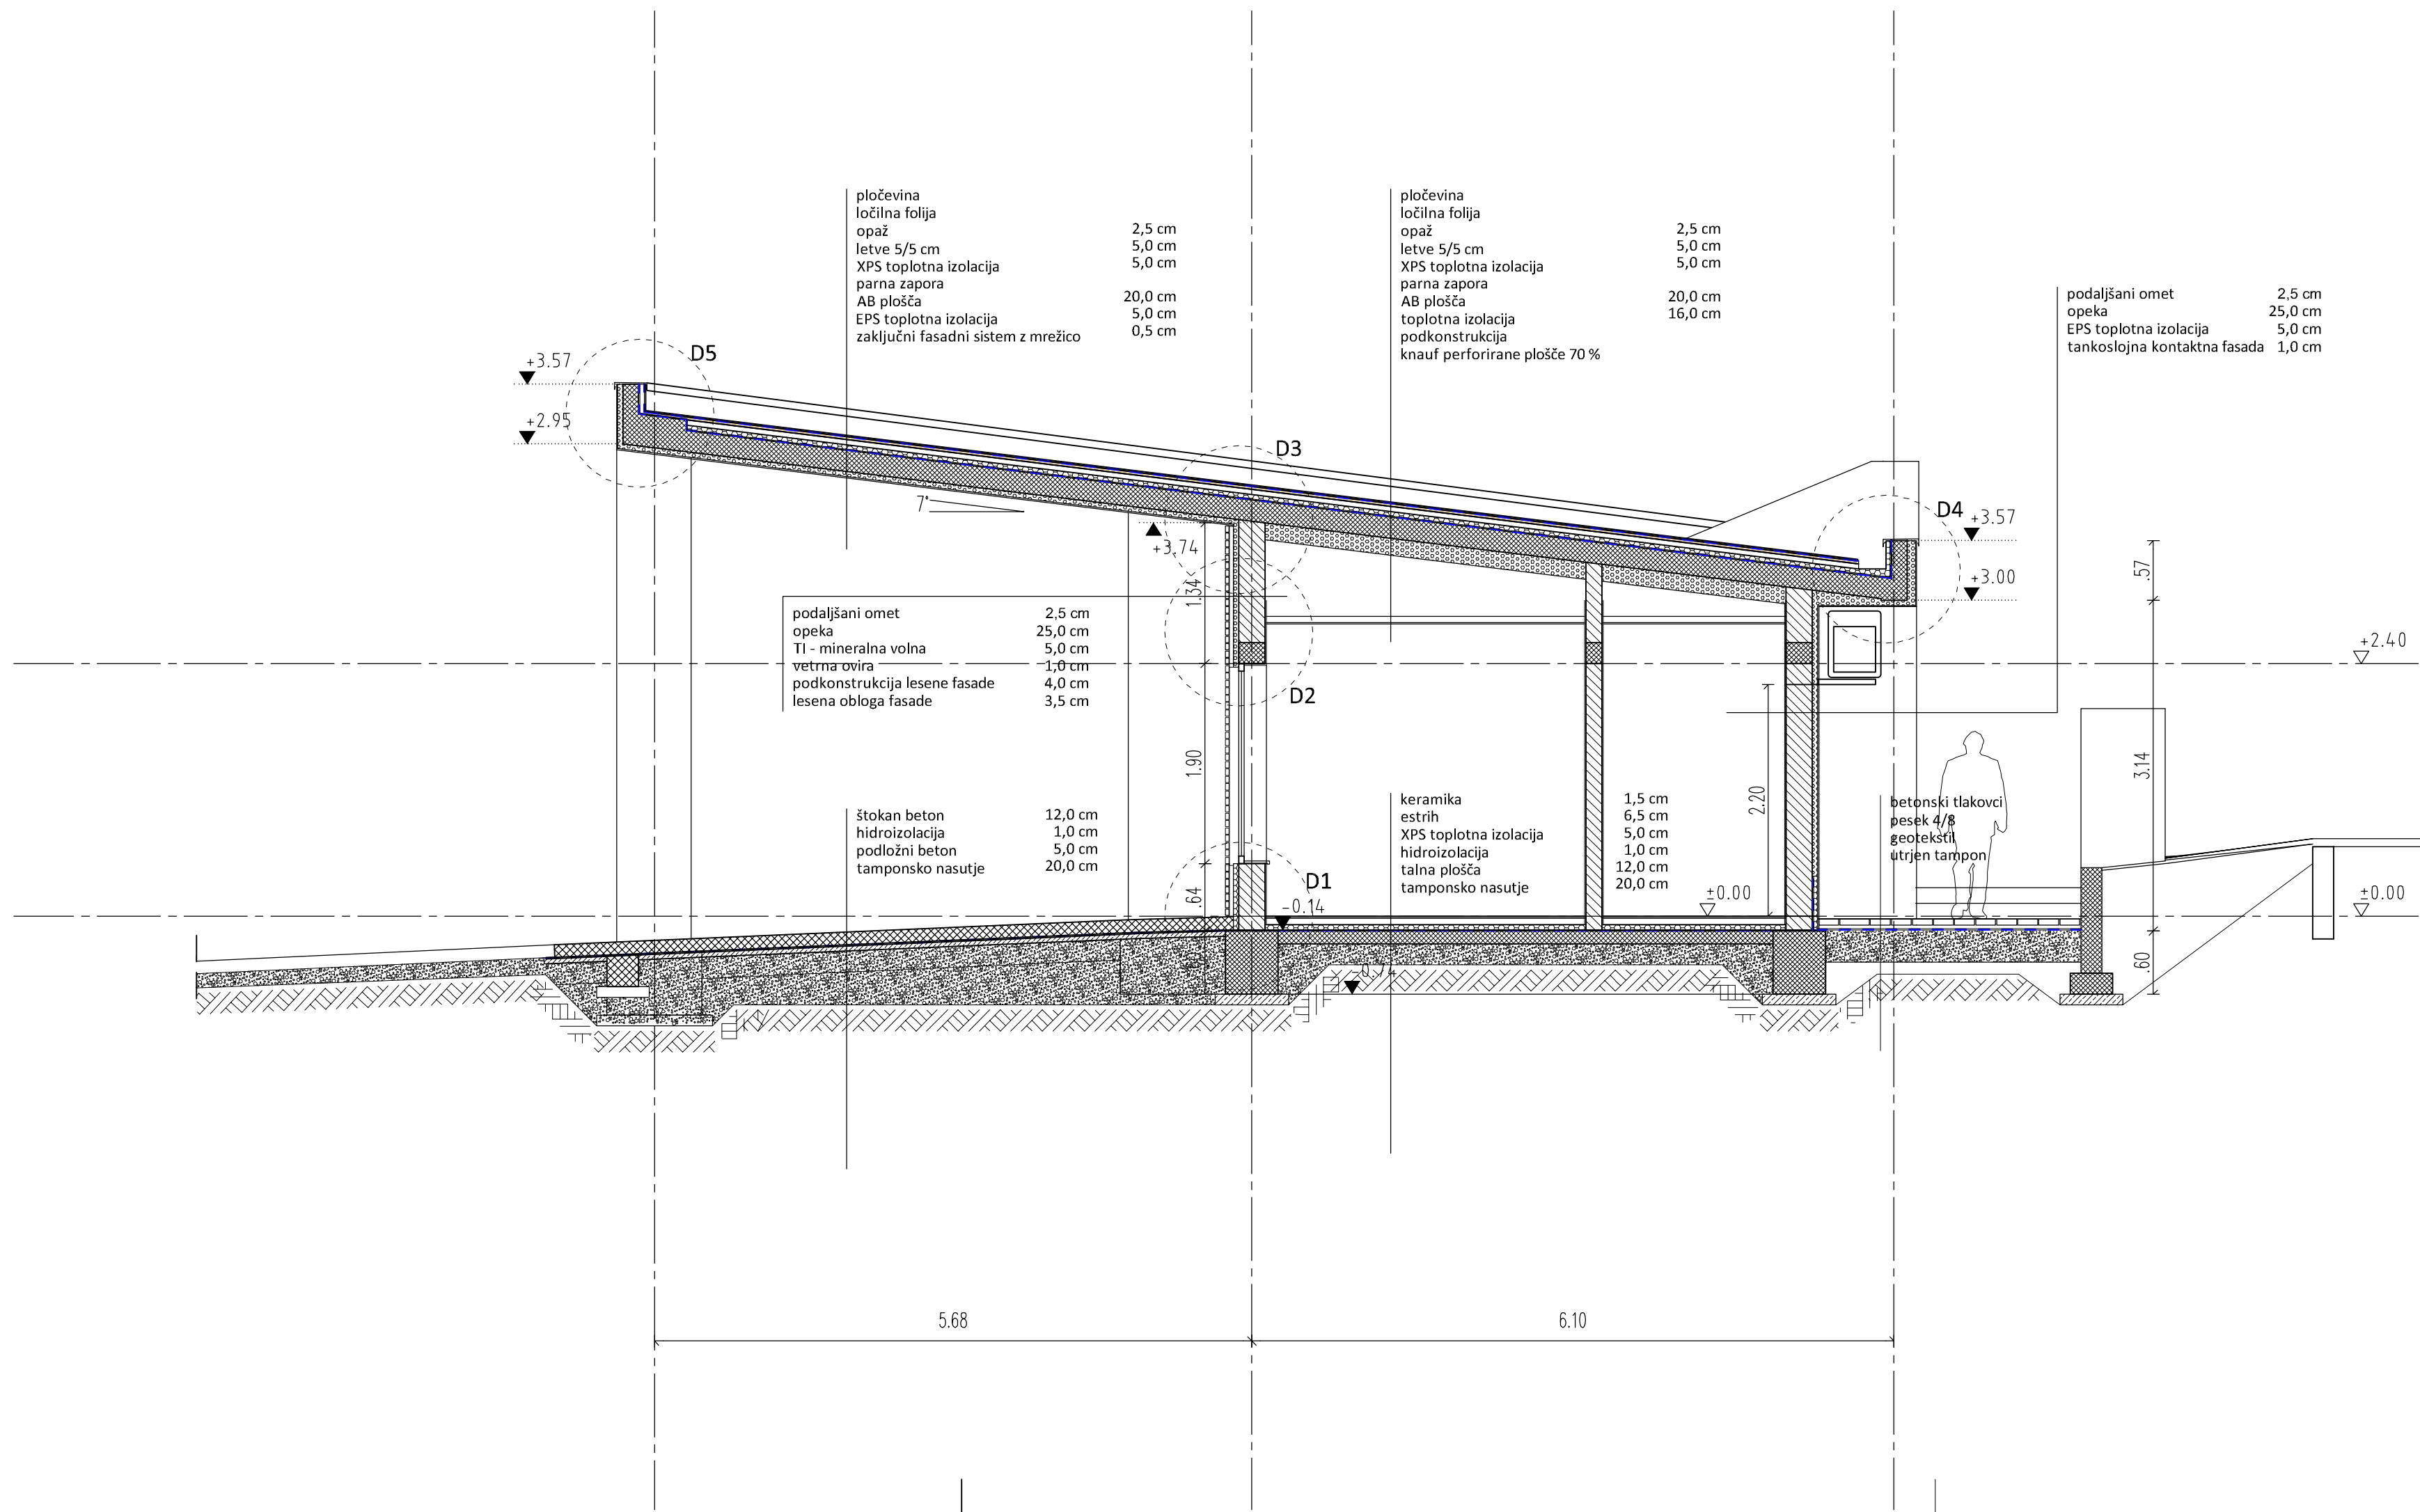 pločevina
ločilna folija
opaž 2,5 cm
letve 5/5 cm 5,0 cm
XPS toplotna izolacija 5,0 cm
parna zapora
AB plošča 20,0 cm
EPS toplotna izolacija 5,0 cm
zaključni fasadni sistem z mrežico 0,5 cm
pločevina
ločilna folija
opaž 2,5 cm
letve 5/5 cm 5,0 cm
XPS toplotna izolacija 5,0 cm
parna zapora
AB plošča 20,0 cm
toplotna izolacija 16,0 cm
podkonstrukcija
knauf perforirane plošče 70 %
podaljšani omet 2,5 cm
opeka 25,0 cm
EPS toplotna izolacija 5,0 cm
tankoslojna kontaktna fasada 1,0 cm
D5
+3.57
+2.95
D3
7°
+3.74
D4
+3.57
+3.00
.57
1.34
podaljšani omet 2,5 cm
opeka 25,0 cm
TI - mineralna volna 5,0 cm
vetrna ovira 1,0 cm
podkonstrukcija lesene fasade 4,0 cm
lesena obloga fasade 3,5 cm
D2
+2.40
1.90
2.20
3.14
štokan beton 12,0 cm
hidroizolacija 1,0 cm
podložni beton 5,0 cm
tamponsko nasutje 20,0 cm
keramika 1,5 cm
estrih 6,5 cm
XPS toplotna izolacija 5,0 cm
hidroizolacija 1,0 cm
talna plošča 12,0 cm
tamponsko nasutje 20,0 cm
betonski tlakovci
pesek 4/8
geotekstil
utrjen tampon
D1
.64
-0.14
±0.00
±0.00
-0.74
.60
5.68
6.10